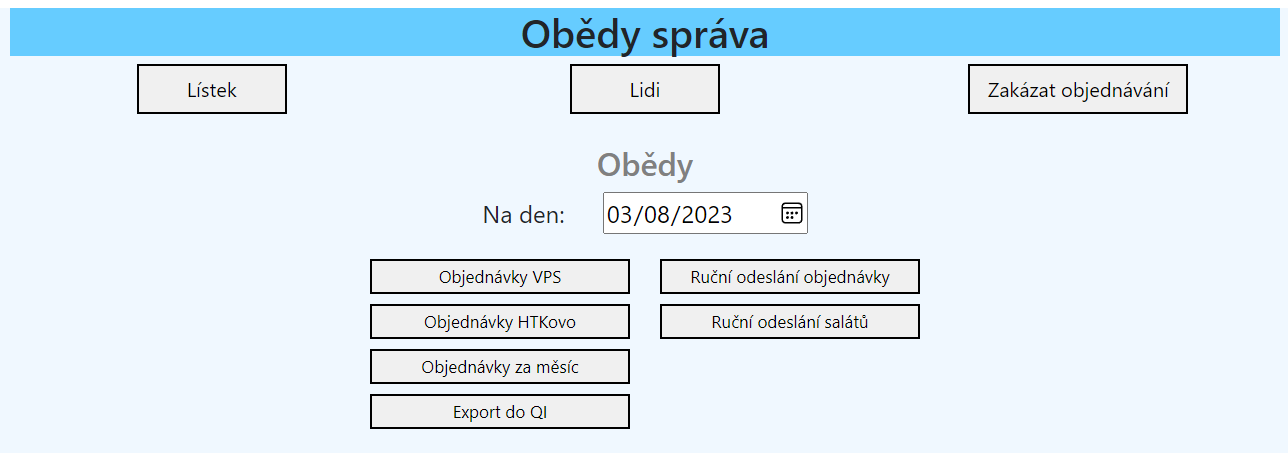 Obědy správa
Lístek
Lidi
Zakázat objednávání
Obědy
Na den: 03/08/2023
Objednávky VPS
Ruční odeslání objednávky
Objednávky HTKovo
Ruční odeslání salátů
Objednávky za měsíc
Export do QI